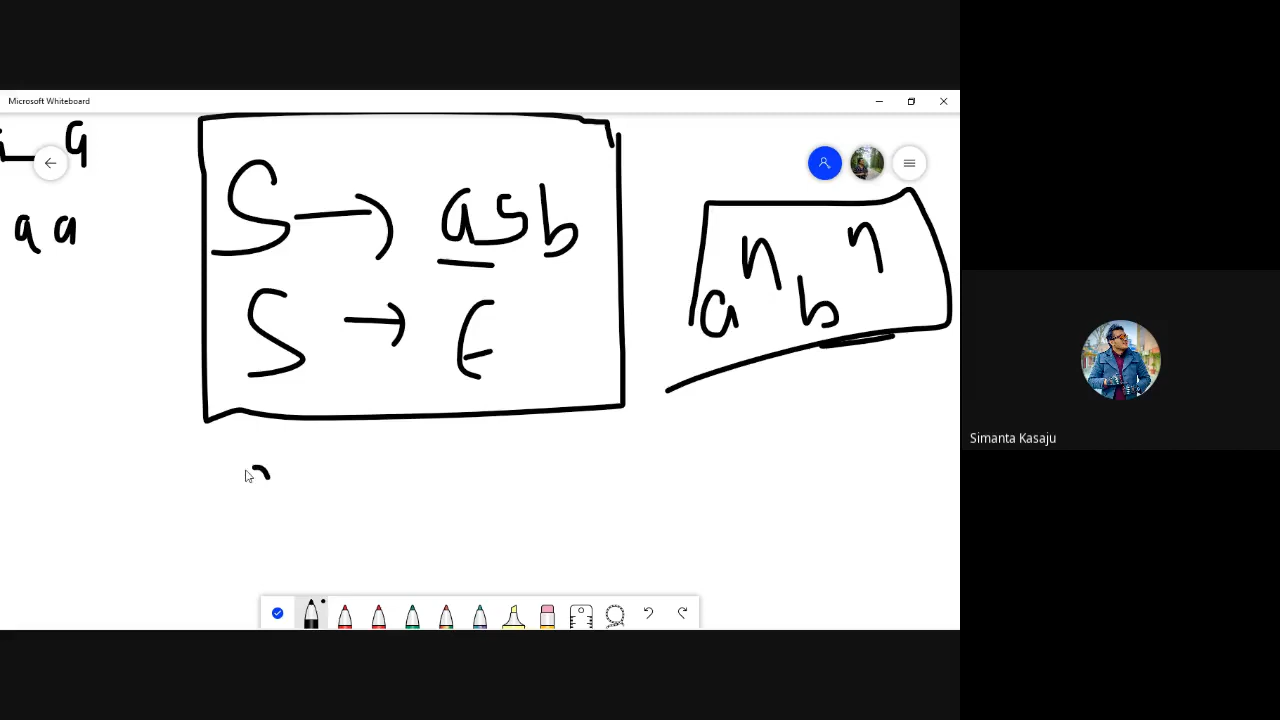 Microsoft Whiteboard
a
a a
S → asb
S → ϵ
aⁿbⁿ
Simanta Kasaju